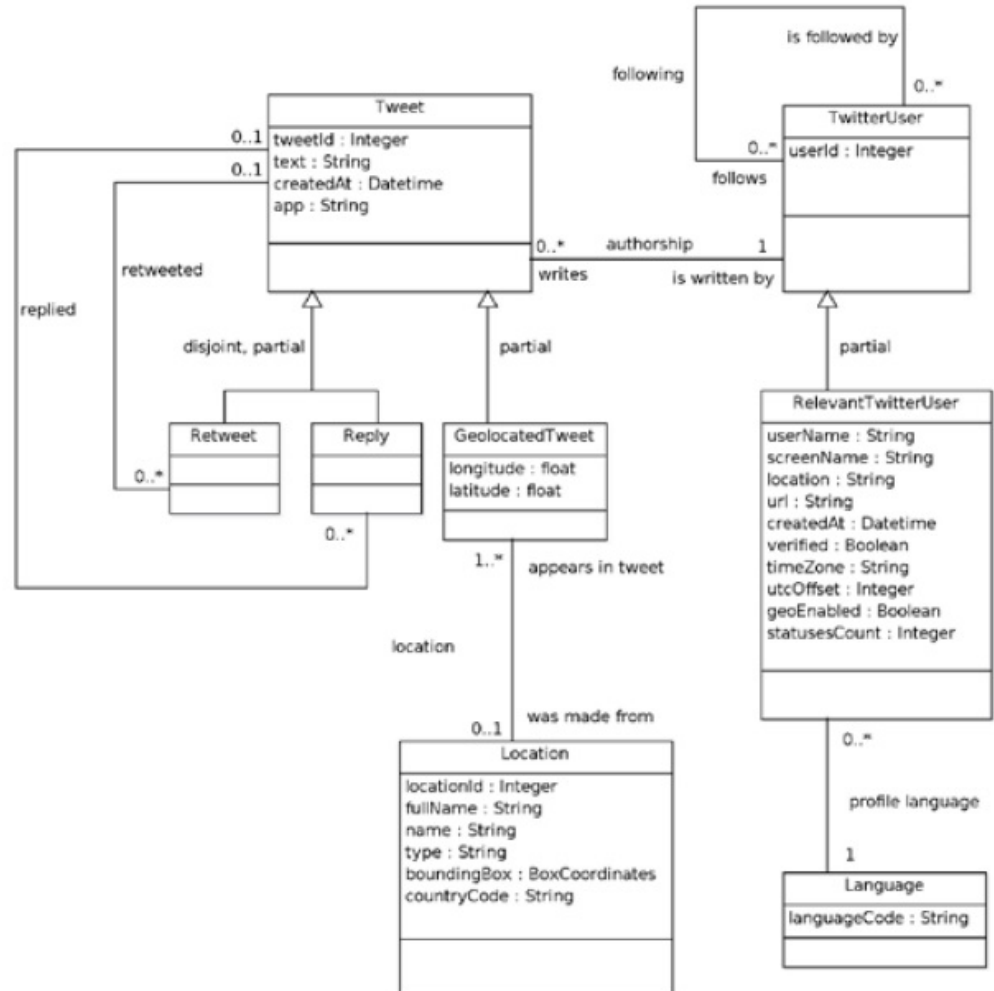 is followed by
following
0..*
Tweet
TwitterUser
0..1
tweetId : Integer
text : String
createdAt : Datetime
app : String
0..1
0..*
userId : Integer
follows
0..*
authorship
1
writes
is written by
retweeted
replied
disjoint, partial
partial
partial
Retweet
Reply
GeolocatedTweet
longitude : float
latitude : float
RelevantTwitterUser
userName : String
screenName : String
location : String
url : String
createdAt : Datetime
verified : Boolean
timeZone : String
utcOffset : Integer
geoEnabled : Boolean
statusesCount : Integer
0..*
0..*
1..*
appears in tweet
location
was made from
0..1
Location
locationId : Integer
fullName : String
name : String
type : String
boundingBox : BoxCoordinates
countryCode : String
0..*
profile language
1
Language
languageCode : String